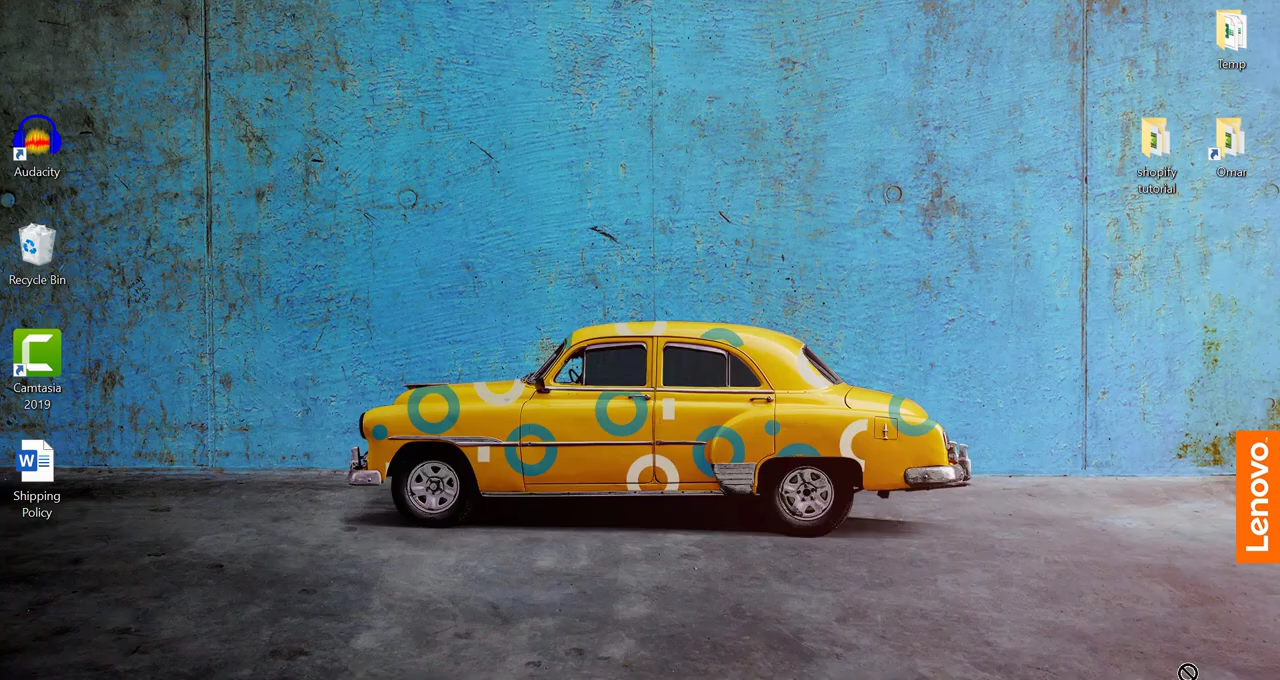 Temp
Audacity
shopify
tutorial
Omar
Recycle Bin
Camtasia
2019
Shipping
Policy
Lenovo